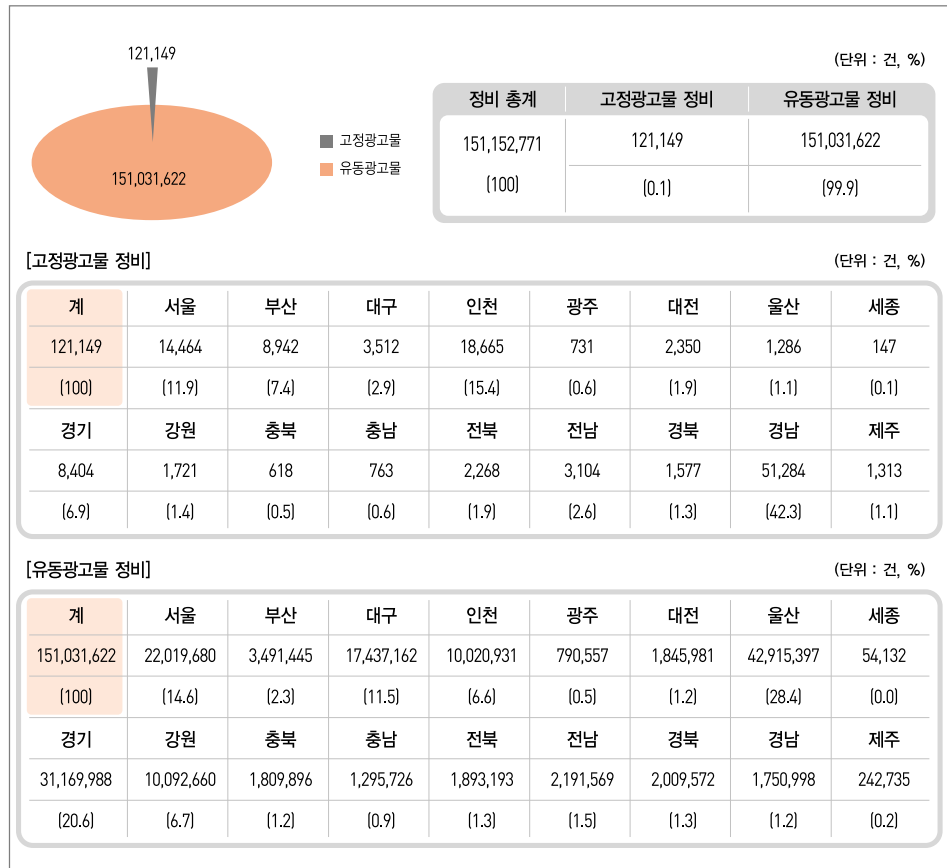 121,149
151,031,622
고정광고물
유동광고물
(단위 : 건, %)
정비 총계 고정광고물 정비 유동광고물 정비
151,152,771 121,149 151,031,622
(100) (0.1) (99.9)
[고정광고물 정비] (단위 : 건, %)
계 서울 부산 대구 인천 광주 대전 울산 세종
121,149 14,464 8,942 3,512 18,665 731 2,350 1,286 147
(100) (11.9) (7.4) (2.9) (15.4) (0.6) (1.9) (1.1) (0.1)
경기 강원 충북 충남 전북 전남 경북 경남 제주
8,404 1,721 618 763 2,268 3,104 1,577 51,284 1,313
(6.9) (1.4) (0.5) (0.6) (1.9) (2.6) (1.3) (42.3) (1.1)
[유동광고물 정비] (단위 : 건, %)
계 서울 부산 대구 인천 광주 대전 울산 세종
151,031,622 22,019,680 3,491,445 17,437,162 10,020,931 790,557 1,845,981 42,915,397 54,132
(100) (14.6) (2.3) (11.5) (6.6) (0.5) (1.2) (28.4) (0.0)
경기 강원 충북 충남 전북 전남 경북 경남 제주
31,169,988 10,092,660 1,809,896 1,295,726 1,893,193 2,191,569 2,009,572 1,750,998 242,735
(20.6) (6.7) (1.2) (0.9) (1.3) (1.5) (1.3) (1.2) (0.2)